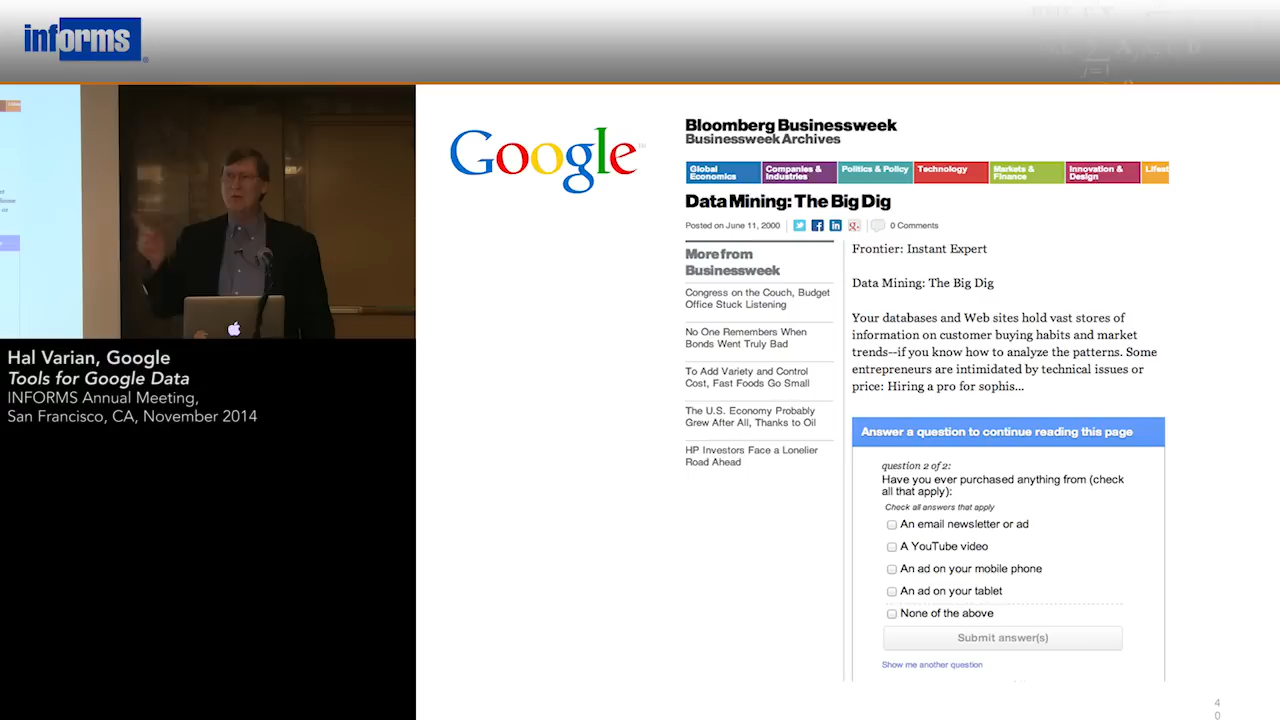 informs
Hal Varian, Google
Tools for Google Data
INFORMS Annual Meeting,
San Francisco, CA, November 2014
Google
Bloomberg Businessweek
Businessweek Archives
Global
Economics
Companies &
Industries
Politics & Policy
Technology
Markets &
Finance
Innovation &
Design
Lifest
Data Mining: The Big Dig
Posted on June 11, 2000
0 Comments
More from
Businessweek
Congress on the Couch, Budget
Office Stuck Listening
No One Remembers When
Bonds Went Truly Bad
To Add Variety and Control
Cost, Fast Foods Go Small
The U.S. Economy Probably
Grew After All, Thanks to Oil
HP Investors Face a Lonelier
Road Ahead
Frontier: Instant Expert
Data Mining: The Big Dig
Your databases and Web sites hold vast stores of
information on customer buying habits and market
trends--if you know how to analyze the patterns. Some
entrepreneurs are intimidated by technical issues or
price: Hiring a pro for sophis...
Answer a question to continue reading this page
question 2 of 2:
Have you ever purchased anything from (check
all that apply):
Check all answers that apply
An email newsletter or ad
A YouTube video
An ad on your mobile phone
An ad on your tablet
None of the above
Submit answer(s)
Show me another question
4
0